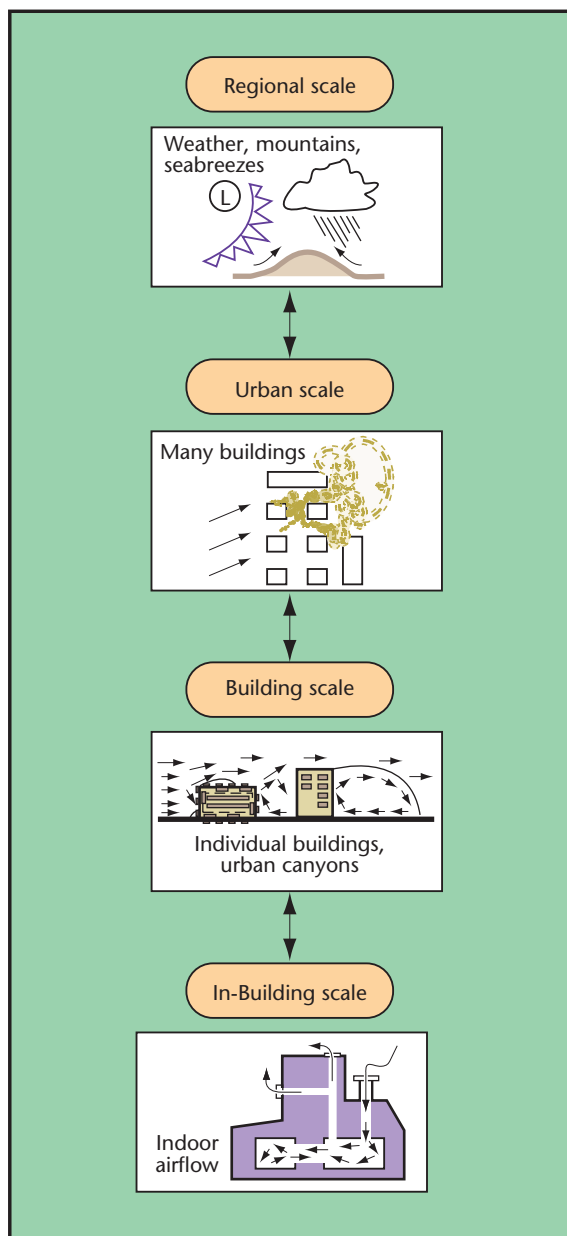 Regional scale
Weather, mountains,
seabreezes
L
Urban scale
Many buildings
Building scale
Individual buildings,
urban canyons
In-Building scale
Indoor
airflow